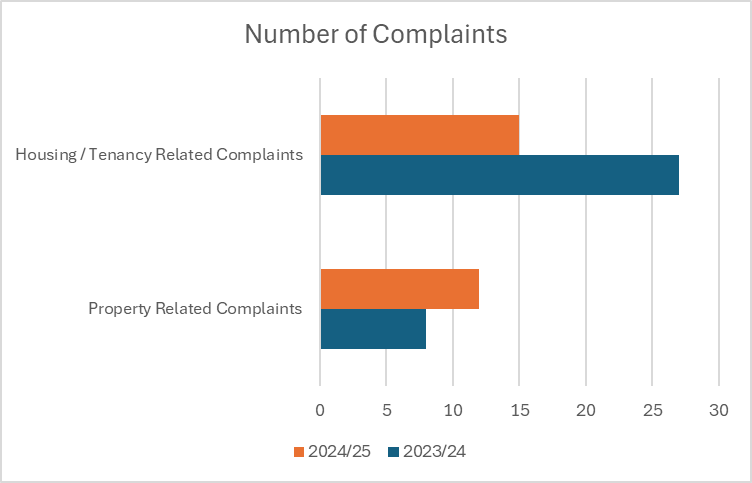 Number of Complaints
Housing / Tenancy Related Complaints
Property Related Complaints
0 5 10 15 20 25 30
2024/25 2023/24